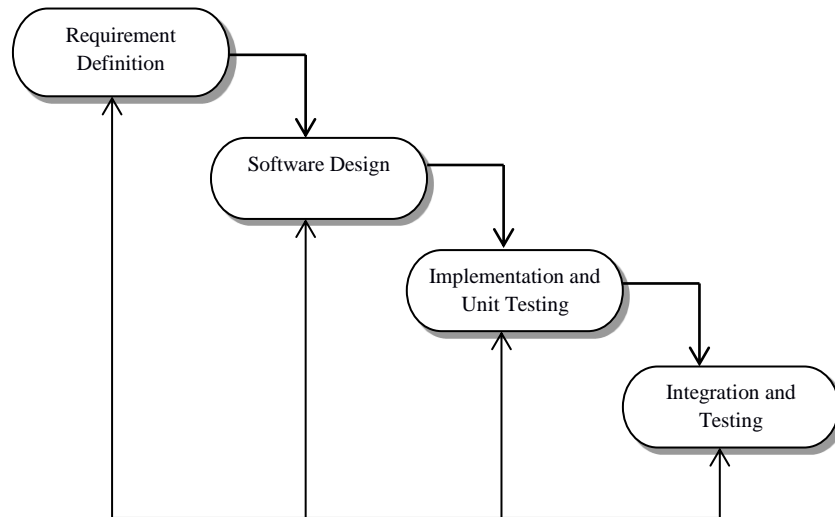 Requirement
Definition
Software Design
Implementation and
Unit Testing
Integration and
Testing